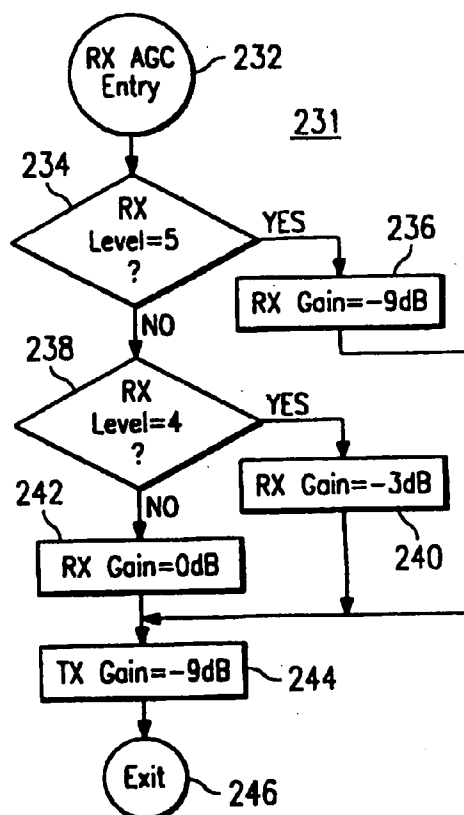 RX AGC
Entry
232
231
234
RX
Level=5
?
YES
236
RX Gain=-9dB
NO
238
RX
Level=4
?
YES
RX Gain=-3dB
240
NO
242
RX Gain=0dB
TX Gain=-9dB
244
Exit
246